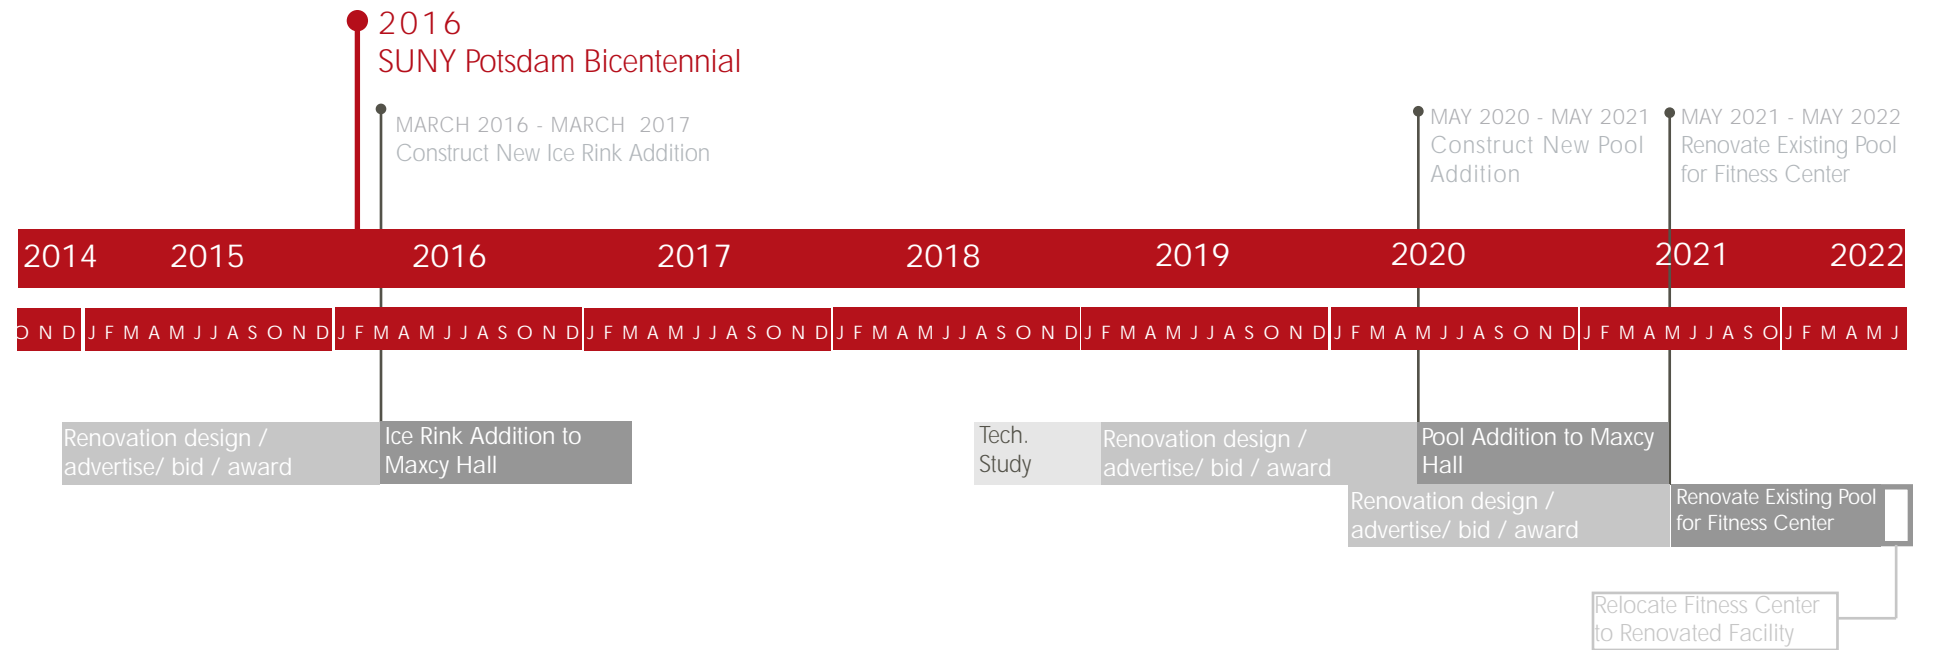 2016
SUNY Potsdam Bicentennial
MARCH 2016 - MARCH 2017
Construct New Ice Rink Addition
MAY 2020 - MAY 2021
Construct New Pool
Addition
MAY 2021 - MAY 2022
Renovate Existing Pool
for Fitness Center
2014 2015 2016 2017 2018 2019 2020 2021 2022
O N D J F M A M J J A S O N D J F M A M J J A S O N D J F M A M J J A S O N D J F M A M J J A S O N D J F M A M J J A S O N D J F M A M J J A S O N D J F M A M J J A S O J F M A M J
Renovation design /
advertise/ bid / award
Ice Rink Addition to
Maxcy Hall
Tech.
Study
Renovation design /
advertise/ bid / award
Pool Addition to Maxcy
Hall
Renovation design /
advertise/ bid / award
Renovate Existing Pool
for Fitness Center
Relocate Fitness Center
to Renovated Facility